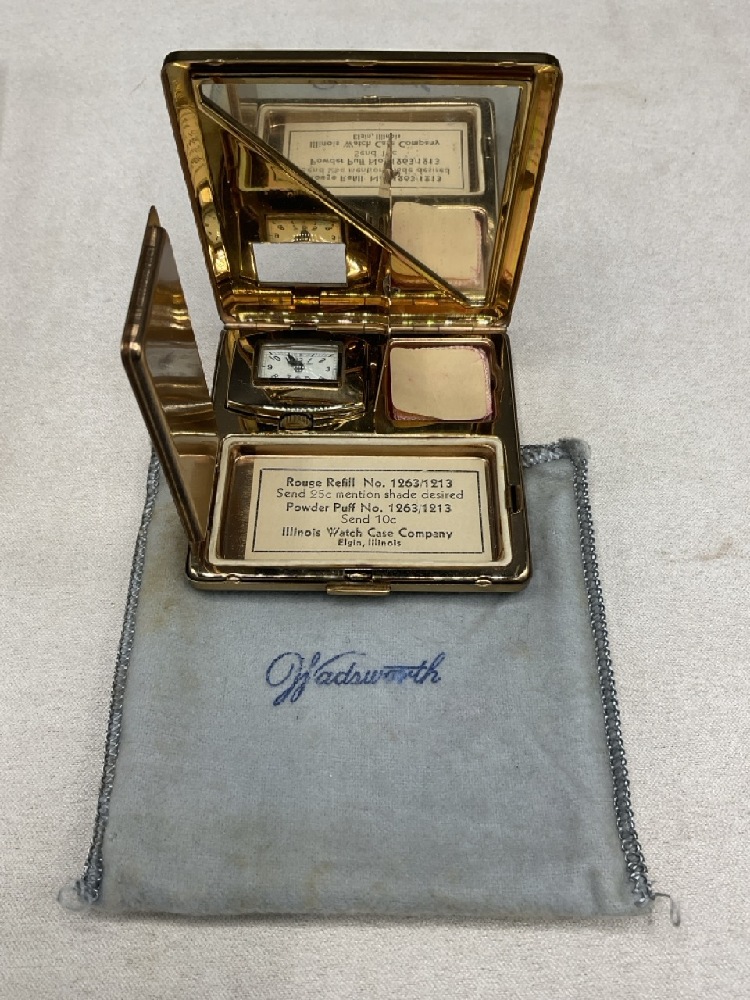 Rouge Refill No. 1263/1213
Send 25c mention shade desired
Powder Puff No. 1263/1213
Send 10c
Illinois Watch Case Company
Elgin, Illinois
Wadsworth